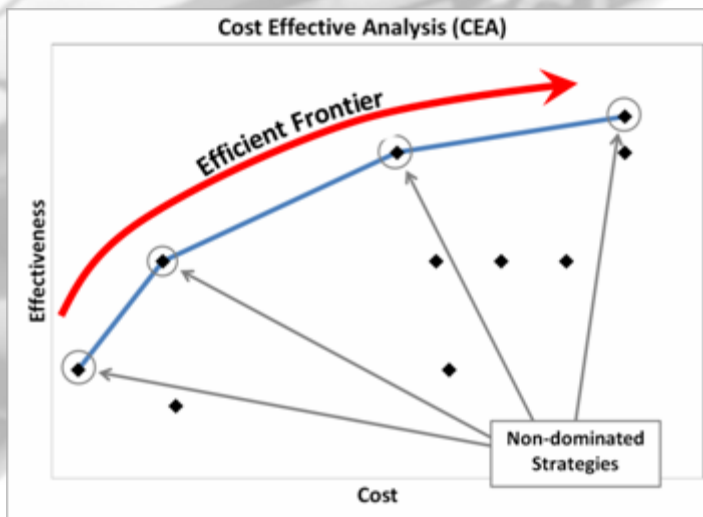 Cost Effective Analysis (CEA)
Efficient Frontier
Effectiveness
Non-dominated
Strategies
Cost